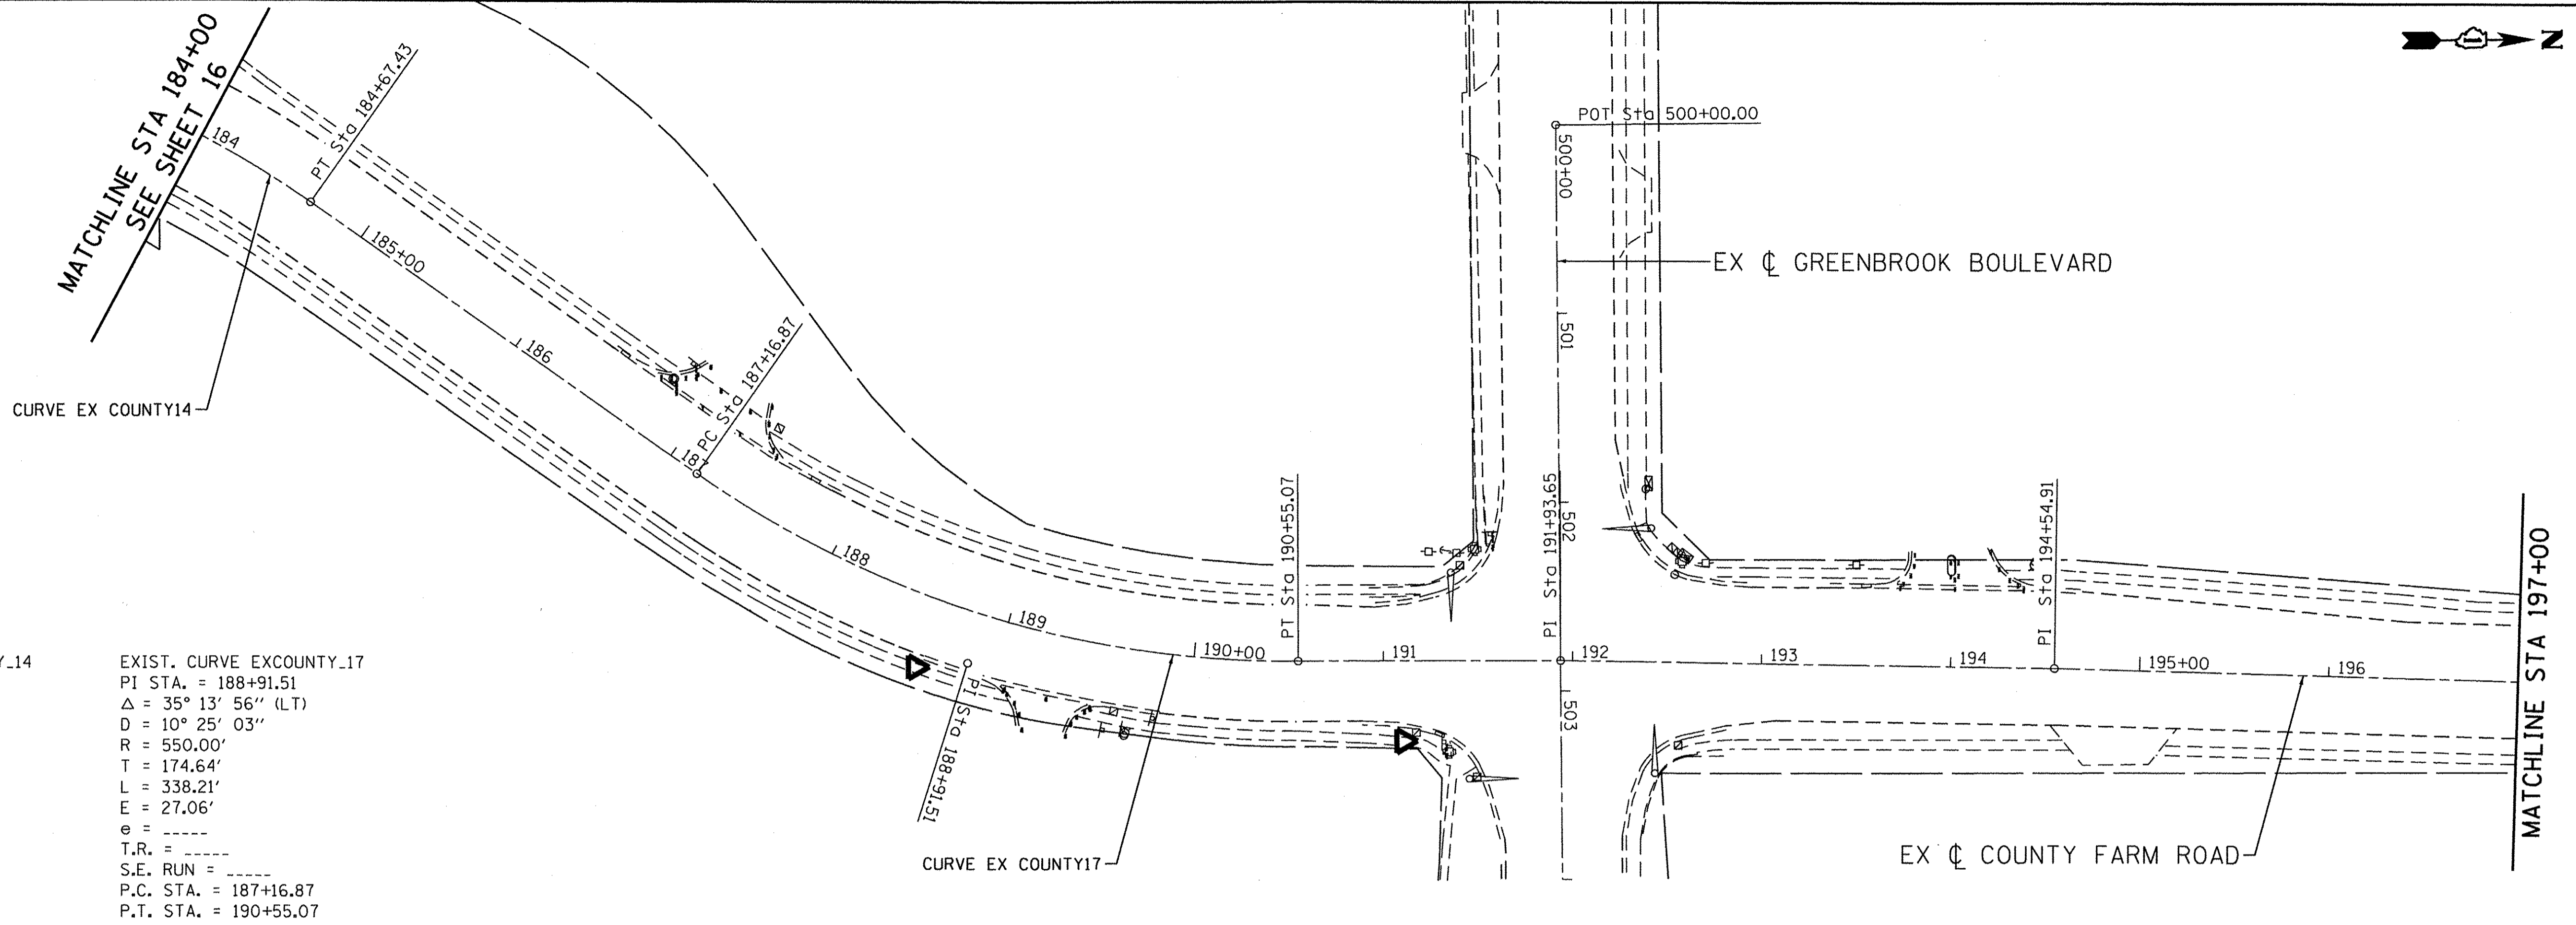 MATCHLINE STA 184+00
SEE SHEET 16
184
PT Sta 184+67.43
185+00
186
187
PC Sta 187+16.87
188
189
190+00
PT Sta 190+55.07
191
PI Sta 191+93.65
192
193
194
PI Sta 194+54.91
195+00
196
MATCHLINE STA 197+00
N
POT Sta 500+00.00
500+00
501
502
503
EX ℄ GREENBROOK BOULEVARD
CURVE EX COUNTY14
PI Sta 188+91.51
CURVE EX COUNTY17
EX ℄ COUNTY FARM ROAD
Y_14
EXIST. CURVE EXCOUNTY_17
PI STA. = 188+91.51
Δ = 35° 13' 56" (LT)
D = 10° 25' 03"
R = 550.00'
T = 174.64'
L = 338.21'
E = 27.06'
e = _____
T.R. = _____
S.E. RUN = _____
P.C. STA. = 187+16.87
P.T. STA. = 190+55.07